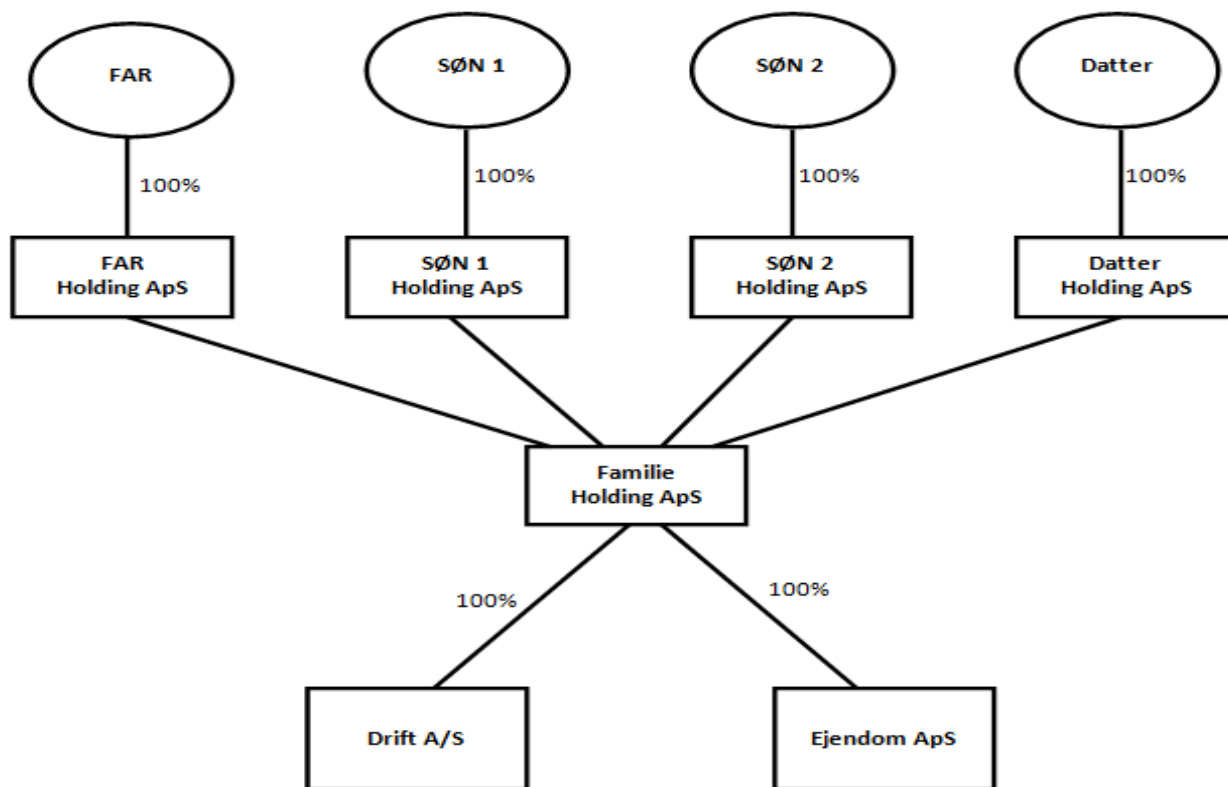 FAR
SØN 1
SØN 2
Datter
100%
100%
100%
100%
FAR
Holding ApS
SØN 1
Holding ApS
SØN 2
Holding ApS
Datter
Holding ApS
Familie
Holding ApS
100%
100%
Drift A/S
Ejendom ApS